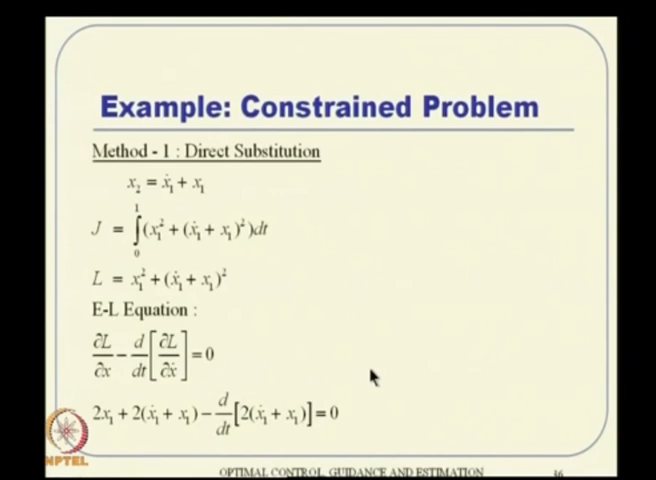 Example: Constrained Problem
Method - 1 : Direct Substitution
x₂ = ẋ₁ + x₁
J = ∫₀¹ (x₁² + (ẋ₁ + x₁)²)dt
L = x₁² + (ẋ₁ + x₁)²
E-L Equation :
∂L/∂x − d/dt [∂L/∂ẋ] = 0
2x₁ + 2(ẋ₁ + x₁) − d/dt [2(ẋ₁ + x₁)] = 0
NPTEL
OPTIMAL CONTROL, GUIDANCE AND ESTIMATION